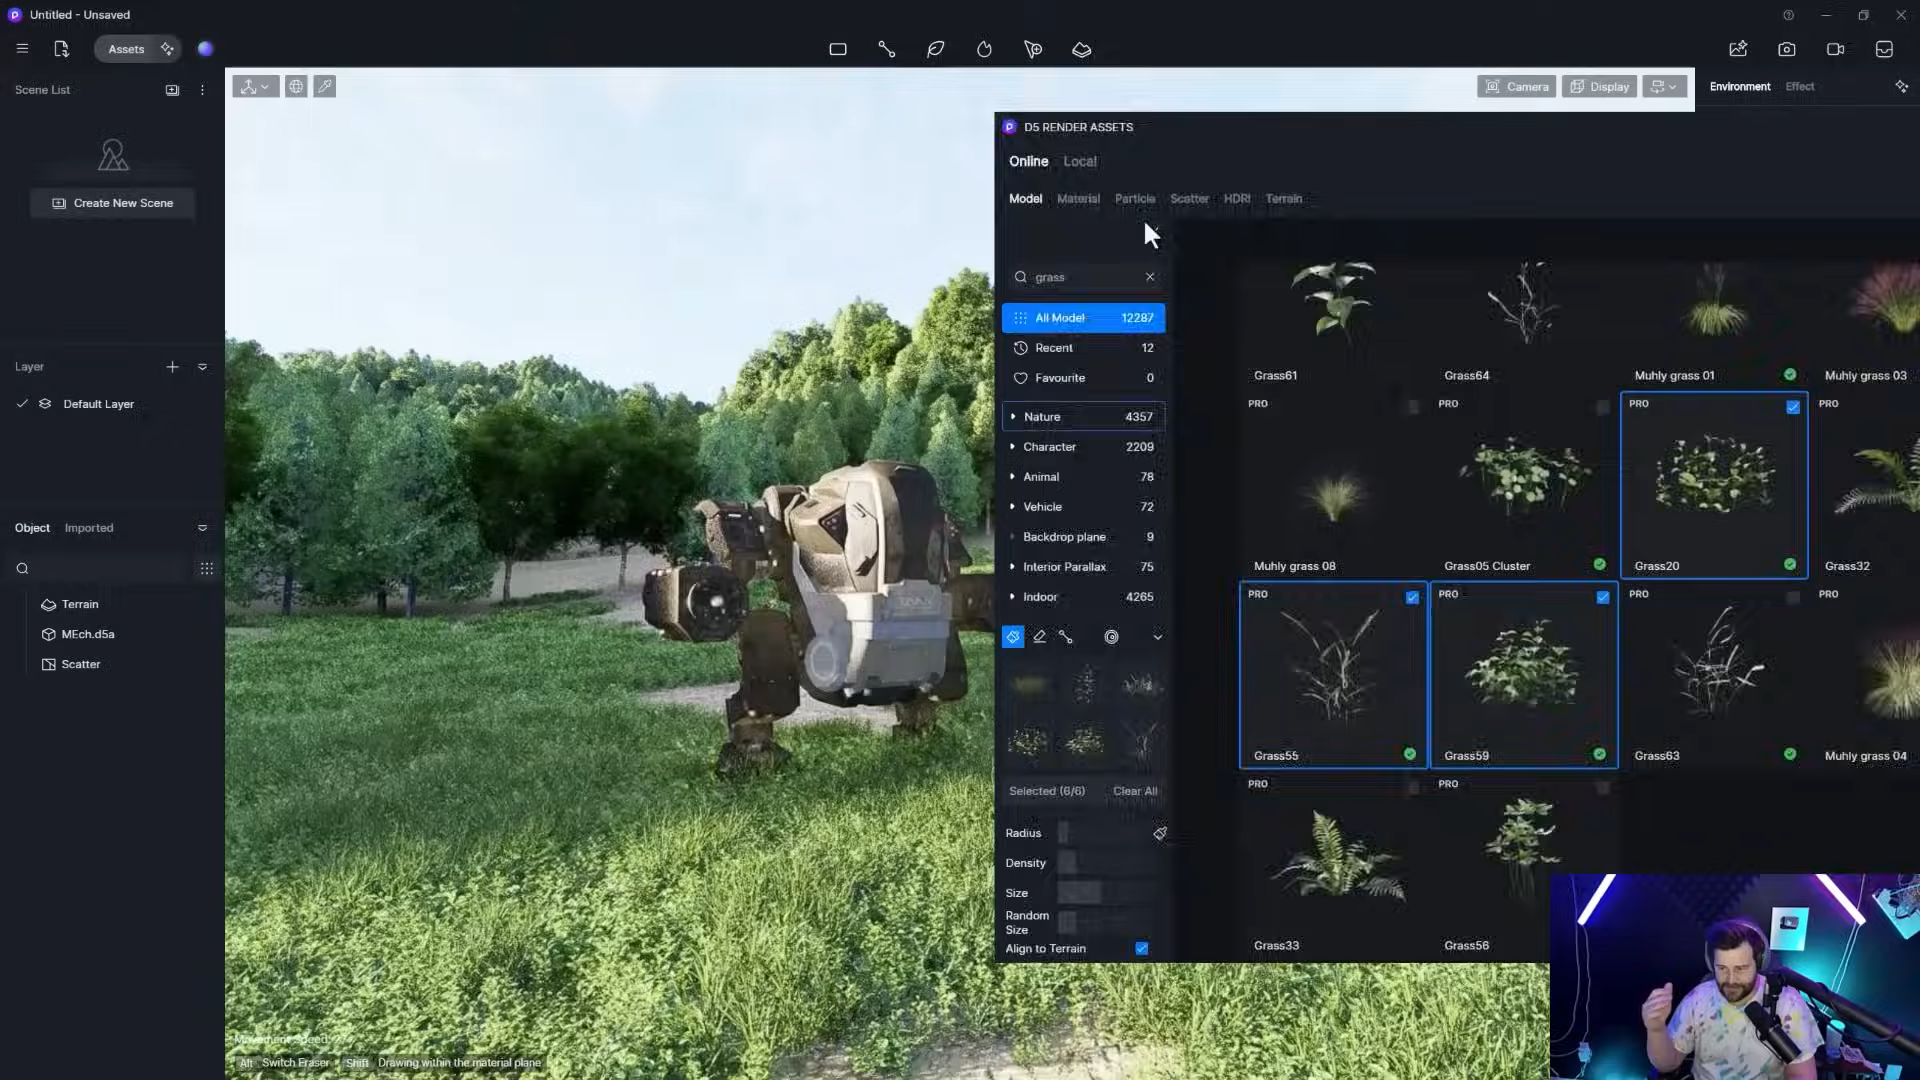 Untitled - Unsaved
Assets
Scene List
Create New Scene
Layer
Default Layer
Object Imported
Terrain
MEch.d5a
Scatter
Camera
Display
Environment Effect
D5 RENDER ASSETS
Online Local
Model Material Particle Scatter HDRI Terrain
grass
All Model 12287
Recent 12
Favourite 0
Nature 4357
Character 2209
Animal 78
Vehicle 72
Backdrop plane 9
Interior Parallax 75
Indoor 4265
Selected (6/6) Clear All
Radius
Density
Size
Random
Size
Align to Terrain
Grass61 Grass64 Muhly grass 01 Muhly grass 03
PRO PRO PRO PRO
Muhly grass 08 Grass05 Cluster Grass20 Grass32
PRO PRO PRO PRO
Grass55 Grass59 Grass63 Muhly grass 04
PRO PRO
Grass33 Grass56
Movement Speed:
Alt Switch Eraser Shift Drawing within the material plane